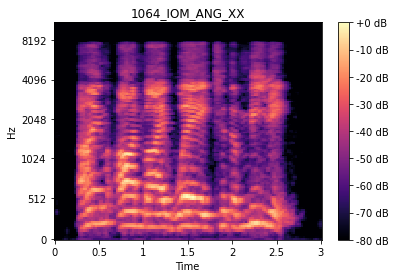 1064_IOM_ANG_XX
Hz
8192
4096
2048
1024
512
0
0 0.5 1 1.5 2 2.5 3
Time
+0 dB
-10 dB
-20 dB
-30 dB
-40 dB
-50 dB
-60 dB
-70 dB
-80 dB